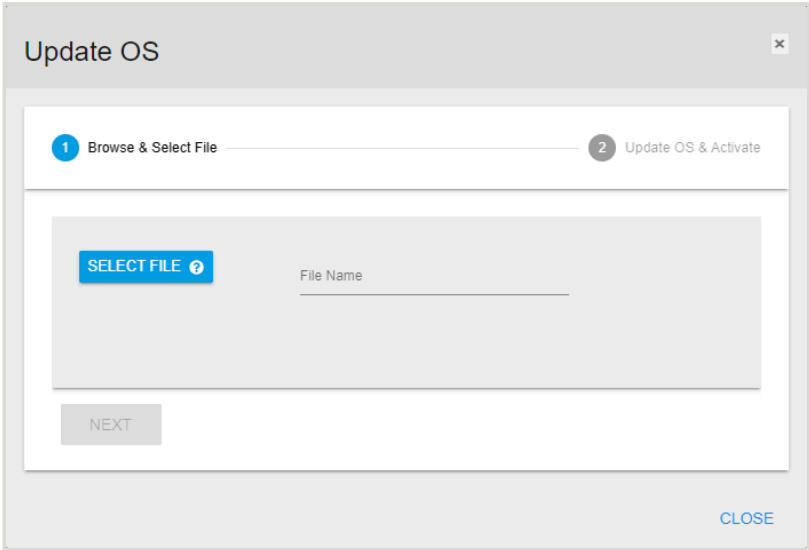 Update OS
×
1 Browse & Select File
2 Update OS & Activate
SELECT FILE ?
File Name
NEXT
CLOSE